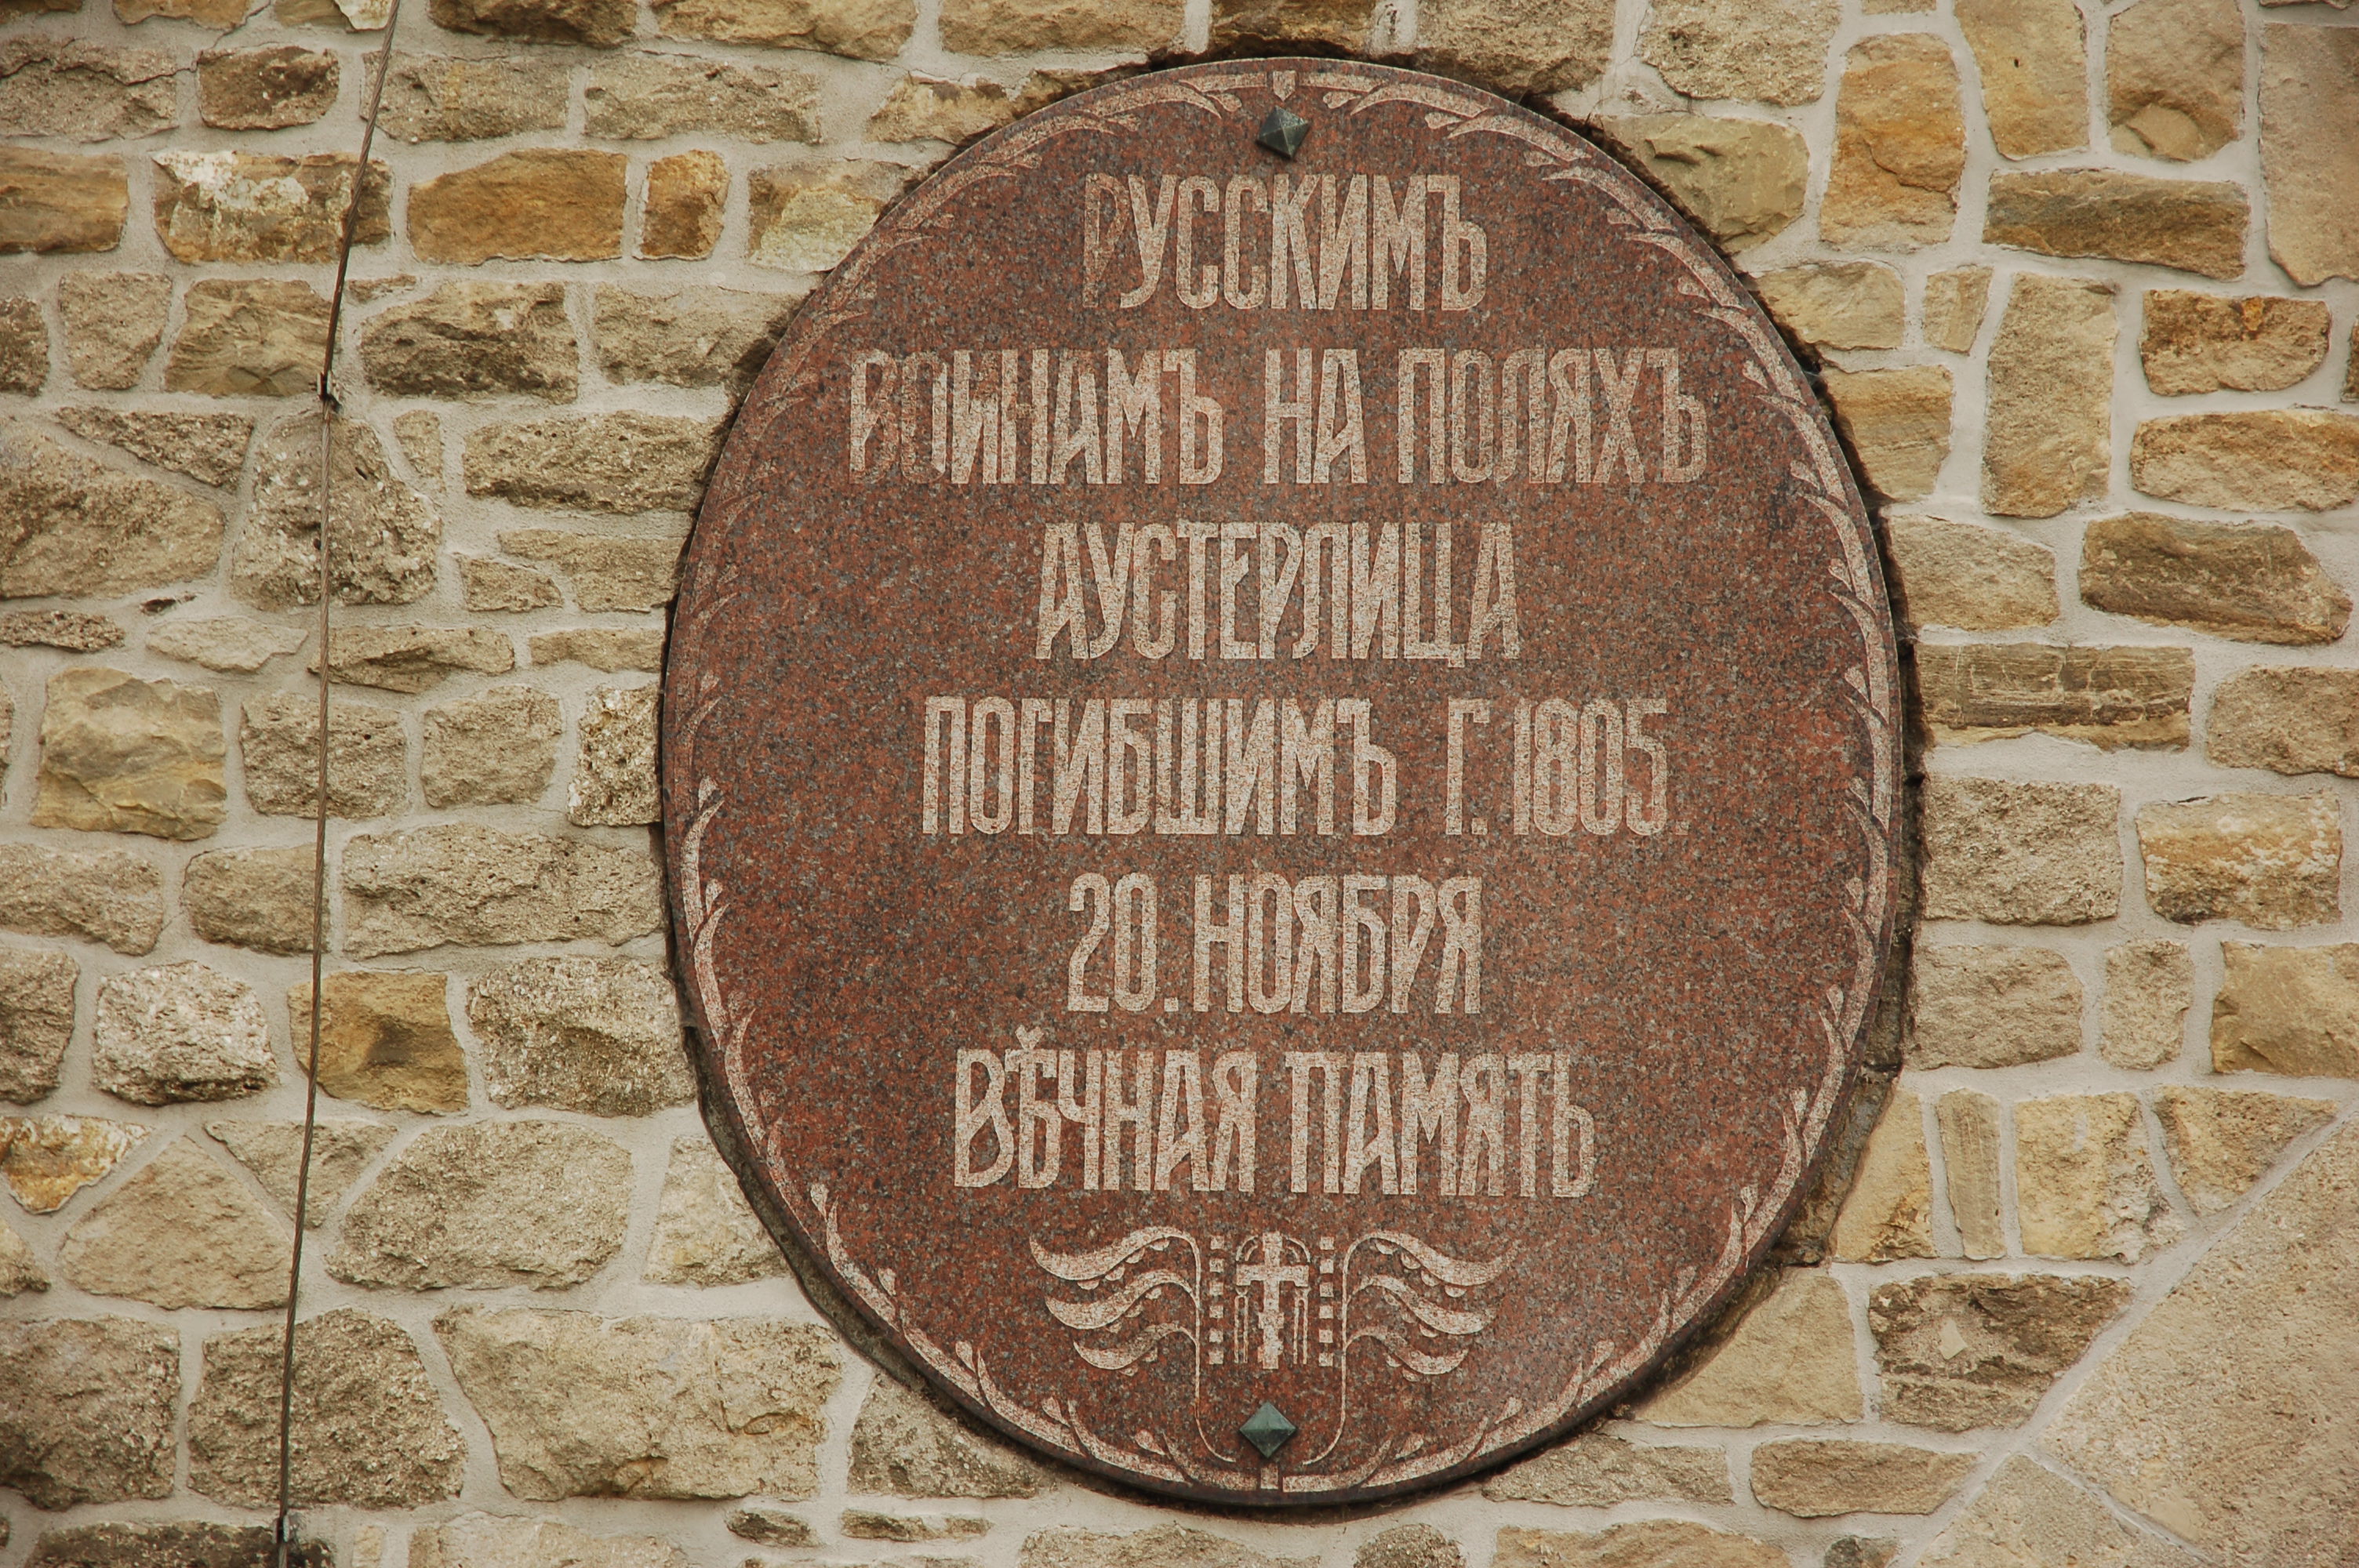 РУССКИМЪ
ВОИНАМЪ НА ПОЛЯХЪ
АУСТЕРЛИЦА
ПОГИБШИМЪ Г. 1805.
20. НОЯБРЯ
ВѢЧНАЯ ПАМЯТЬ